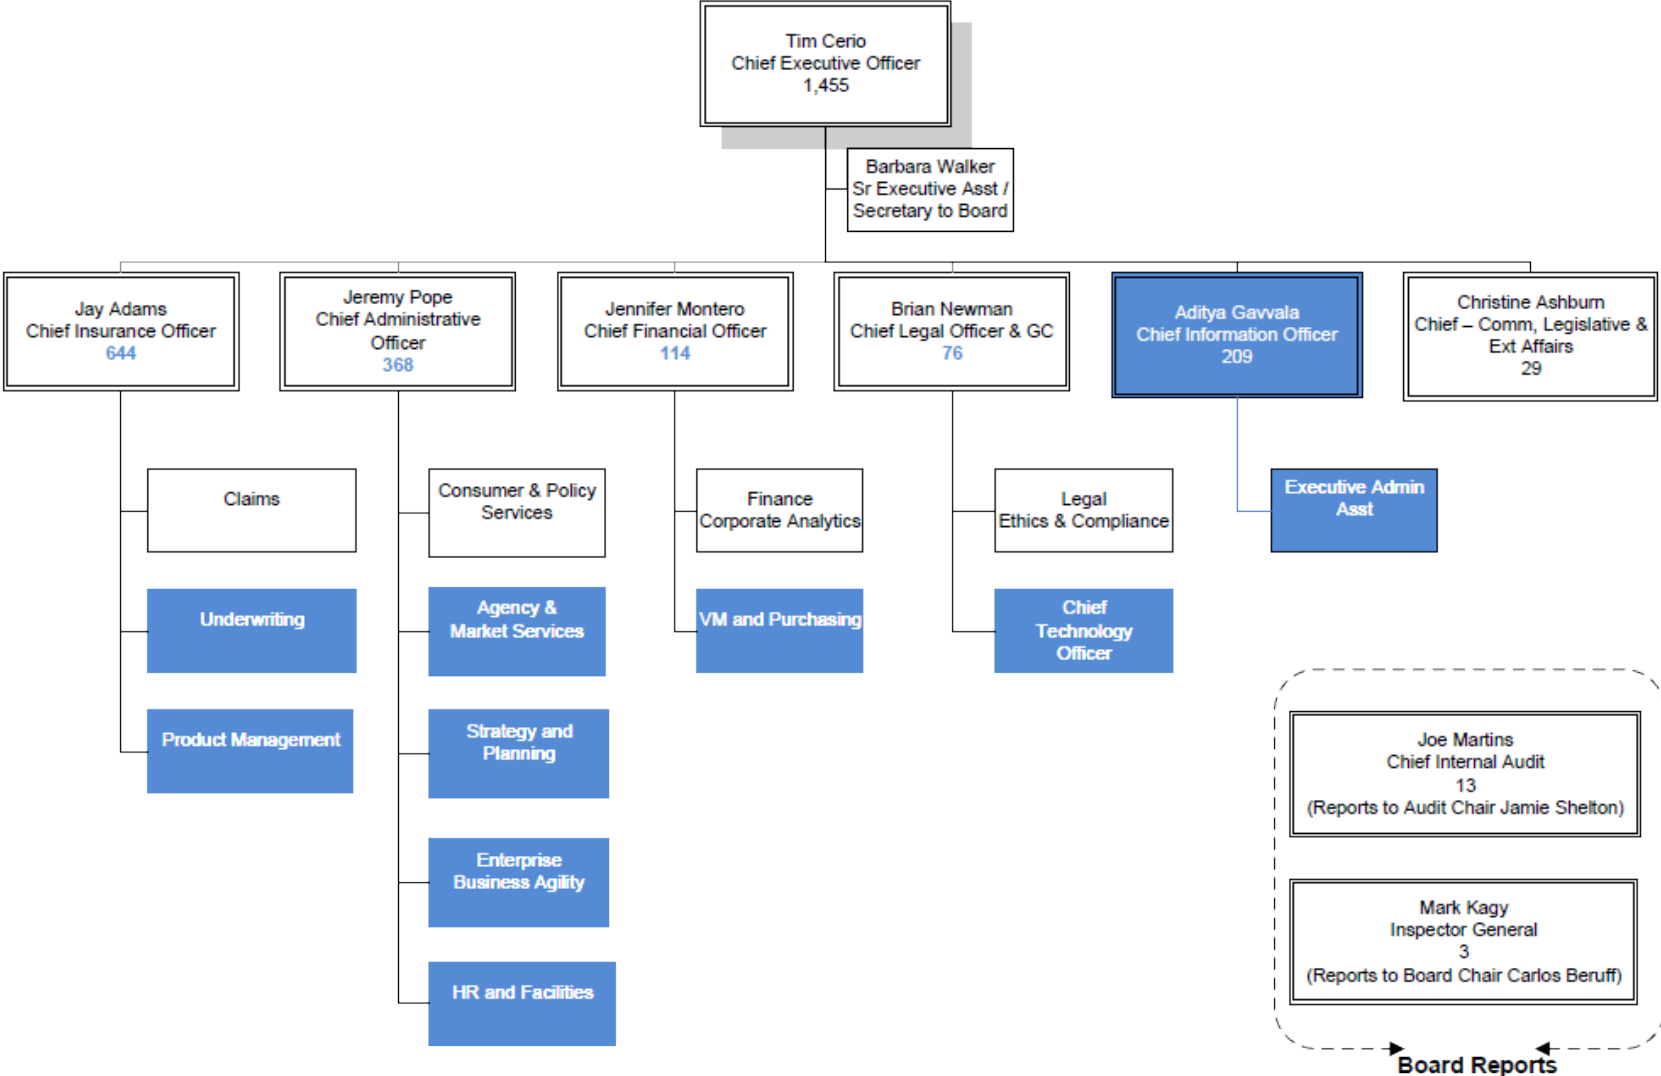 Tim Cerio
Chief Executive Officer
1,455
Barbara Walker
Sr Executive Asst /
Secretary to Board
Jay Adams
Chief Insurance Officer
644
Jeremy Pope
Chief Administrative
Officer
368
Jennifer Montero
Chief Financial Officer
114
Brian Newman
Chief Legal Officer & GC
76
Aditya Gavvala
Chief Information Officer
209
Christine Ashburn
Chief – Comm, Legislative &
Ext Affairs
29
Claims
Consumer & Policy
Services
Finance
Corporate Analytics
Legal
Ethics & Compliance
Executive Admin
Asst
Underwriting
Agency &
Market Services
VM and Purchasing
Chief
Technology
Officer
Product Management
Strategy and
Planning
Enterprise
Business Agility
HR and Facilities
Joe Martins
Chief Internal Audit
13
(Reports to Audit Chair Jamie Shelton)
Mark Kagy
Inspector General
3
(Reports to Board Chair Carlos Beruff)
Board Reports